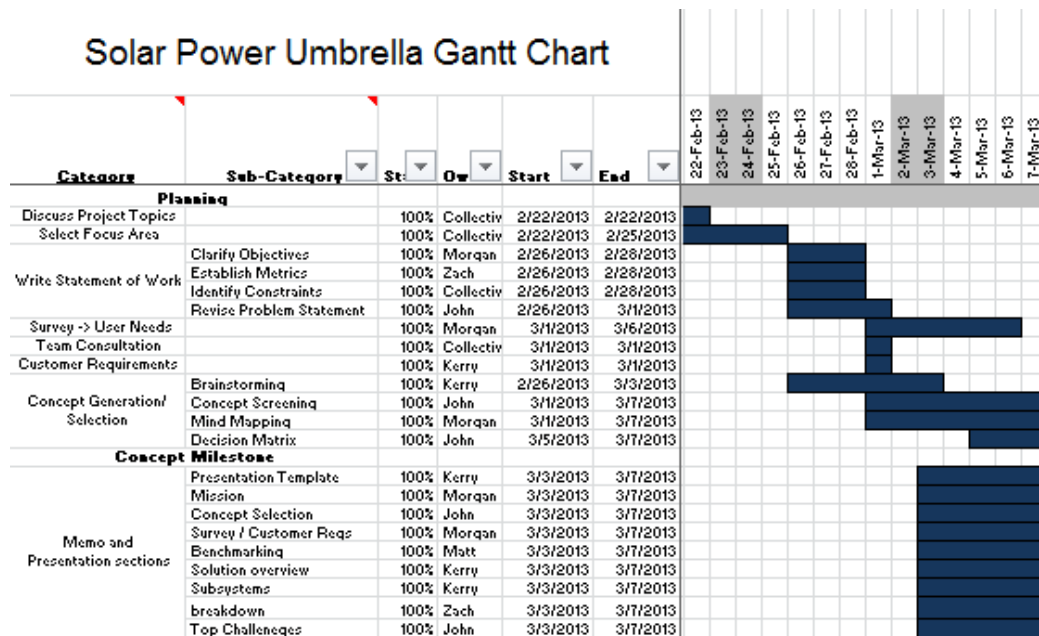 Solar Power Umbrella Gantt Chart
22-Feb-13 23-Feb-13 24-Feb-13 25-Feb-13 26-Feb-13 27-Feb-13 28-Feb-13 1-Mar-13 2-Mar-13 3-Mar-13 4-Mar-13 5-Mar-13 6-Mar-13 7-Mar-13
Category Sub-Category St Ow Start End
Planning
Discuss Project Topics 100% Collectiv 2/22/2013 2/22/2013
Select Focus Area 100% Collectiv 2/22/2013 2/25/2013
Write Statement of Work
Clarify Objectives 100% Morgan 2/26/2013 2/28/2013
Establish Metrics 100% Zach 2/26/2013 2/28/2013
Identify Constraints 100% Collectiv 2/26/2013 2/28/2013
Revise Problem Statement 100% John 2/26/2013 3/1/2013
Survey -> User Needs 100% Morgan 3/1/2013 3/6/2013
Team Consultation 100% Collectiv 3/1/2013 3/1/2013
Customer Requirements 100% Kerry 3/1/2013 3/1/2013
Concept Generation/
Selection
Brainstorming 100% Kerry 2/26/2013 3/3/2013
Concept Screening 100% John 3/1/2013 3/7/2013
Mind Mapping 100% Morgan 3/1/2013 3/7/2013
Decision Matrix 100% John 3/5/2013 3/7/2013
Concept Milestone
Memo and
Presentation sections
Presentation Template 100% Kerry 3/3/2013 3/7/2013
Mission 100% Morgan 3/3/2013 3/7/2013
Concept Selection 100% John 3/3/2013 3/7/2013
Survey / Customer Reqs 100% Morgan 3/3/2013 3/7/2013
Benchmarking 100% Matt 3/3/2013 3/7/2013
Solution overview 100% Kerry 3/3/2013 3/7/2013
Subsystems 100% Kerry 3/3/2013 3/7/2013
breakdown 100% Zach 3/3/2013 3/7/2013
Top Challeneges 100% John 3/3/2013 3/7/2013